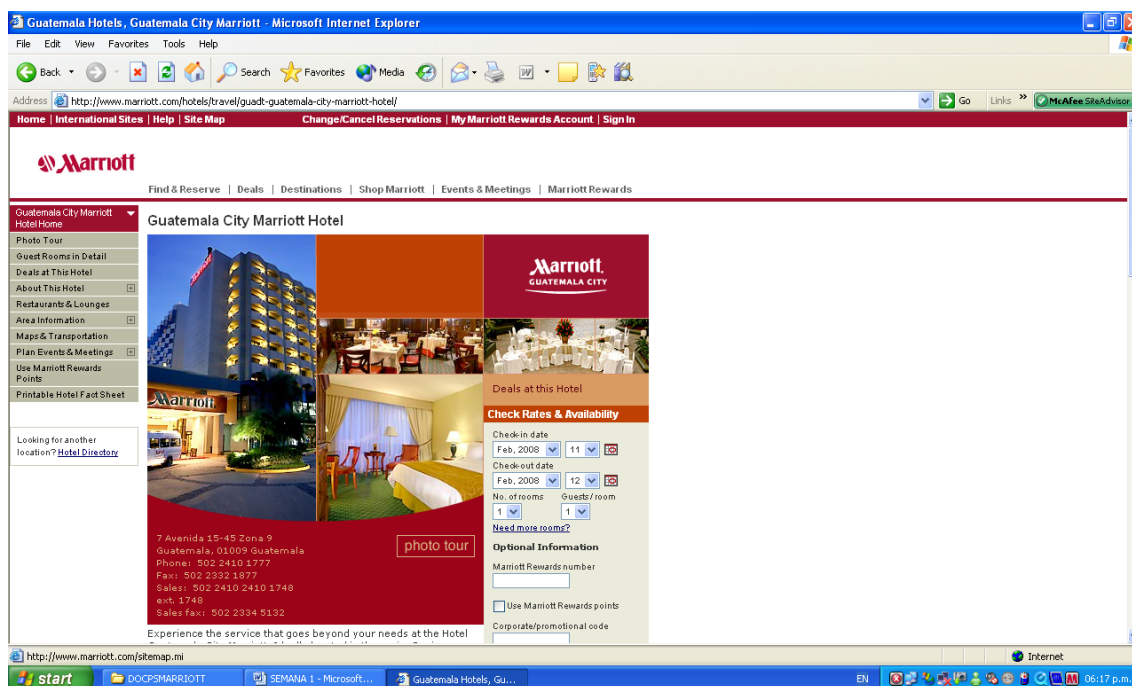 Guatemala Hotels, Guatemala City Marriott - Microsoft Internet Explorer
File Edit View Favorites Tools Help
Back Search Favorites Media
Address http://www.marriott.com/hotels/travel/guadt-guatemala-city-marriott-hotel/ Go Links » McAfee SiteAdvisor
Home | International Sites | Help | Site Map Change/Cancel Reservations | My Marriott Rewards Account | Sign In
Marriott
Find & Reserve | Deals | Destinations | Shop Marriott | Events & Meetings | Marriott Rewards
Guatemala City Marriott
Hotel Home
Photo Tour
Guest Rooms in Detail
Deals at This Hotel
About This Hotel
Restaurants & Lounges
Area Information
Maps & Transportation
Plan Events & Meetings
Use Marriott Rewards
Points
Printable Hotel Fact Sheet
Looking for another
location? Hotel Directory
Guatemala City Marriott Hotel
Marriott
Marriott.
GUATEMALA CITY
Deals at this Hotel
Check Rates & Availability
Check-in date
Feb, 2008 11
Check-out date
Feb, 2008 12
No. of rooms Guests/room
1 1
Need more rooms?
Optional Information
Marriott Rewards number
Use Marriott Rewards points
Corporate/promotional code
7 Avenida 15-45 Zona 9
Guatemala, 01009 Guatemala
Phone: 502 2410 1777
Fax: 502 2332 1877
Sales: 502 2410 2410 1748
ext. 1748
Sales fax: 502 2334 5132
photo tour
Experience the service that goes beyond your needs at the Hotel
http://www.marriott.com/sitemap.mi Internet
start DOCPSMARRIOTT SEMANA 1 - Microsoft... Guatemala Hotels, Gu... EN 06:17 p.m.